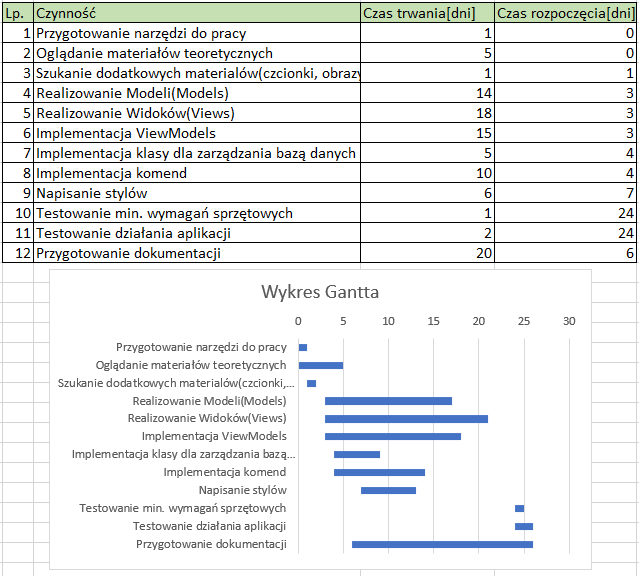 Lp. Czynność Czas trwania[dni] Czas rozpoczęcia[dni]
1 Przygotowanie narzędzi do pracy 1 0
2 Oglądanie materiałów teoretycznych 5 0
3 Szukanie dodatkowych materialów(czcionki, obrazy 1 1
4 Realizowanie Modeli(Models) 14 3
5 Realizowanie Widoków(Views) 18 3
6 Implementacja ViewModels 15 3
7 Implementacja klasy dla zarządzania bazą danych 5 4
8 Implementacja komend 10 4
9 Napisanie stylów 6 7
10 Testowanie min. wymagań sprzętowych 1 24
11 Testowanie działania aplikacji 2 24
12 Przygotowanie dokumentacji 20 6
Wykres Gantta
0 5 10 15 20 25 30
Przygotowanie narzędzi do pracy
Oglądanie materiałów teoretycznych
Szukanie dodatkowych materialów(czcionki,...
Realizowanie Modeli(Models)
Realizowanie Widoków(Views)
Implementacja ViewModels
Implementacja klasy dla zarządzania bazą...
Implementacja komend
Napisanie stylów
Testowanie min. wymagań sprzętowych
Testowanie działania aplikacji
Przygotowanie dokumentacji